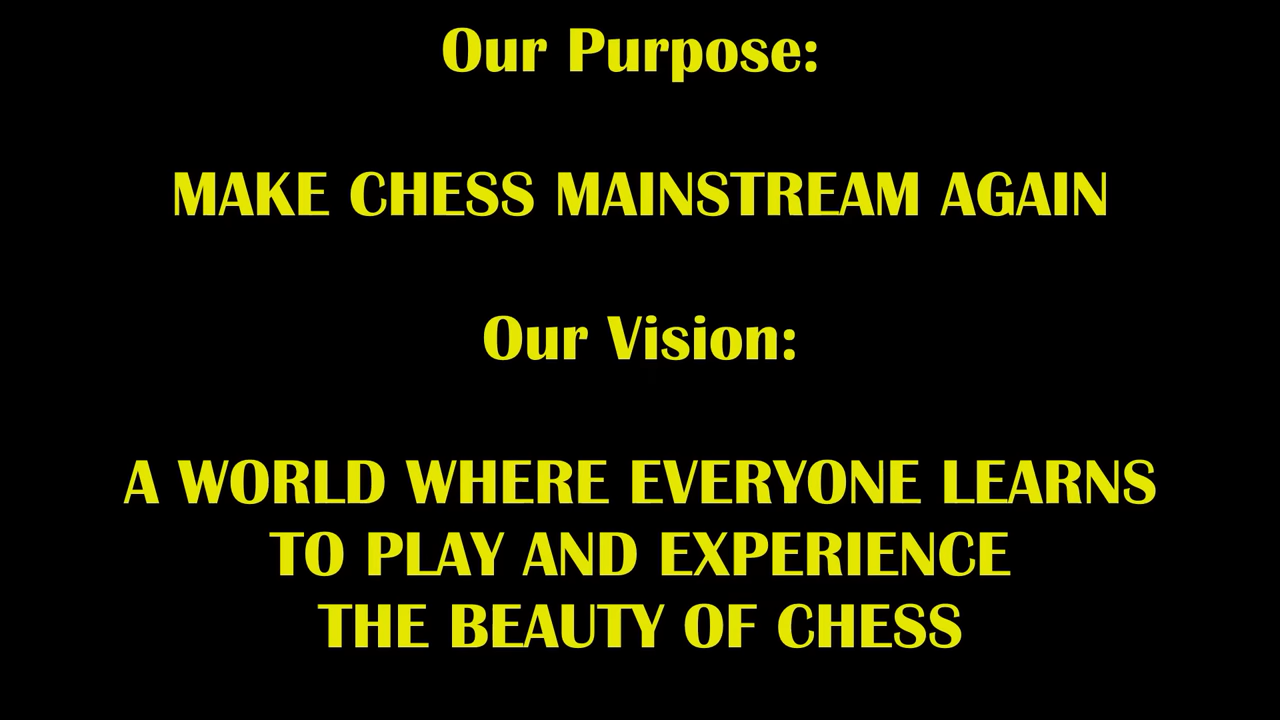 Our Purpose:
MAKE CHESS MAINSTREAM AGAIN
Our Vision:
A WORLD WHERE EVERYONE LEARNS
TO PLAY AND EXPERIENCE
THE BEAUTY OF CHESS